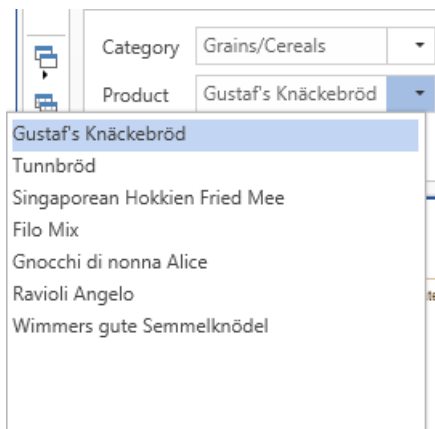 Category Grains/Cereals
Product Gustaf's Knäckebröd
Gustaf's Knäckebröd
Tunnbröd
Singaporean Hokkien Fried Mee
Filo Mix
Gnocchi di nonna Alice
Ravioli Angelo
Wimmers gute Semmelknödel